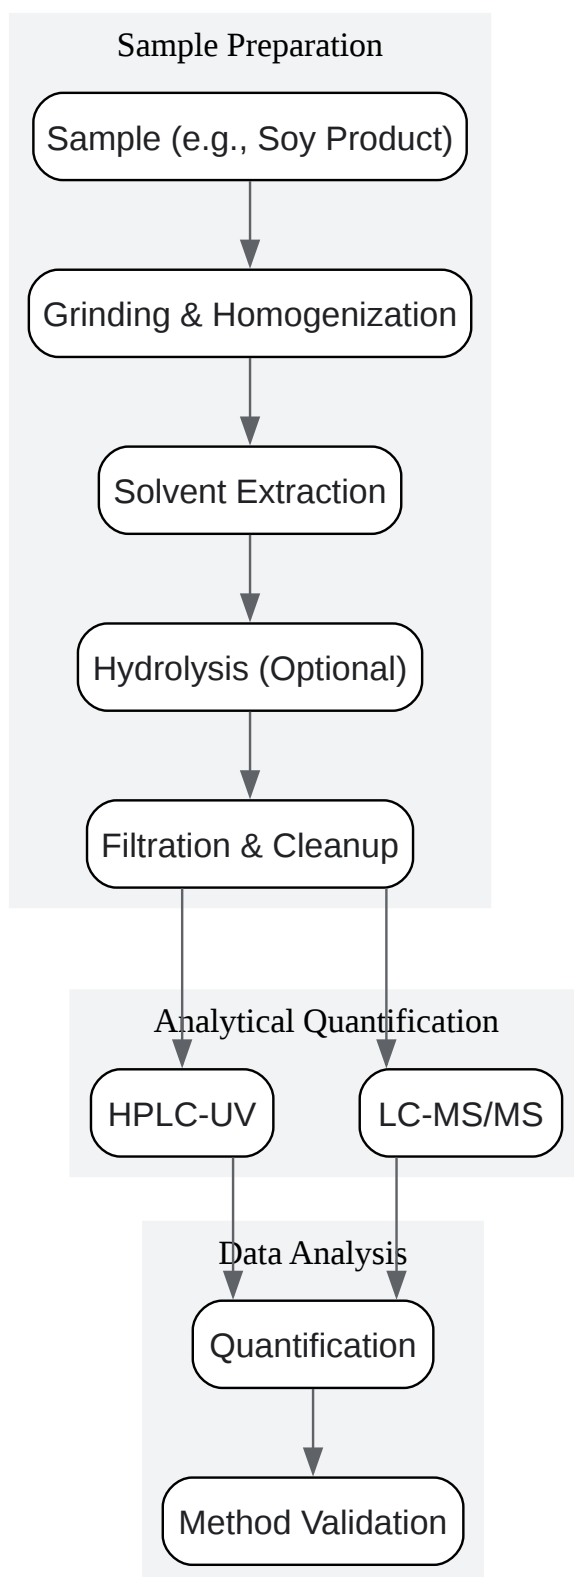 Sample Preparation
Sample (e.g., Soy Product)
Grinding & Homogenization
Solvent Extraction
Hydrolysis (Optional)
Filtration & Cleanup
Analytical Quantification
HPLC-UV
LC-MS/MS
Data Analysis
Quantification
Method Validation